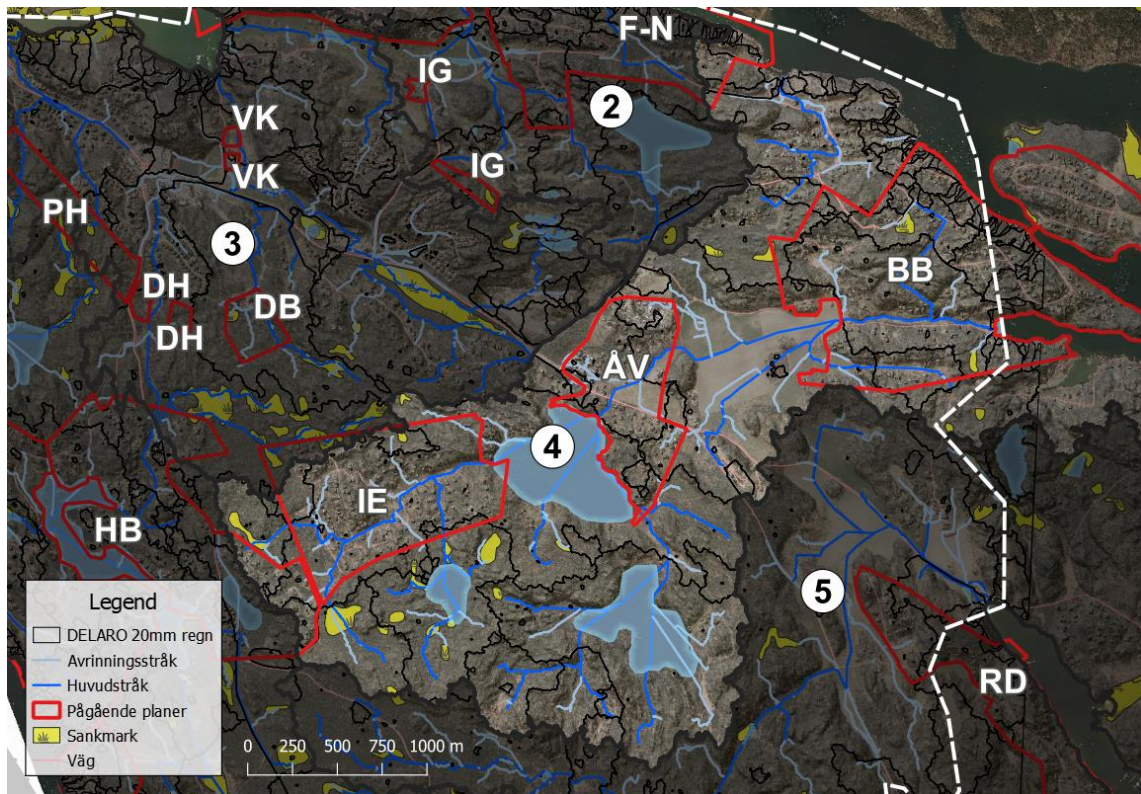 F-N
IG
2
VK
IG
VK
PH
3
BB
DH
DB
DH
ÅV
4
IE
HB
5
RD
Legend
DELARO 20mm regn
Avrinningsstråk
Huvudstråk
Pågående planer
Sankmark
Väg
0 250 500 750 1000 m